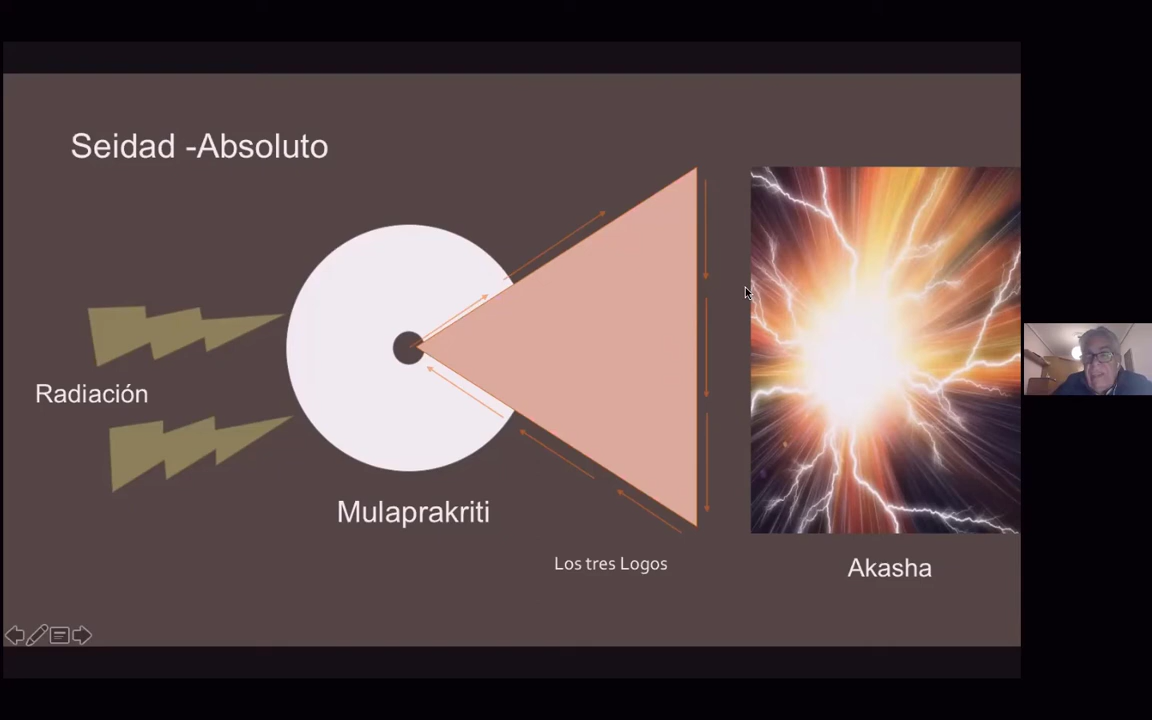 Seidad -Absoluto
Radiación
Mulaprakriti
Los tres Logos
Akasha